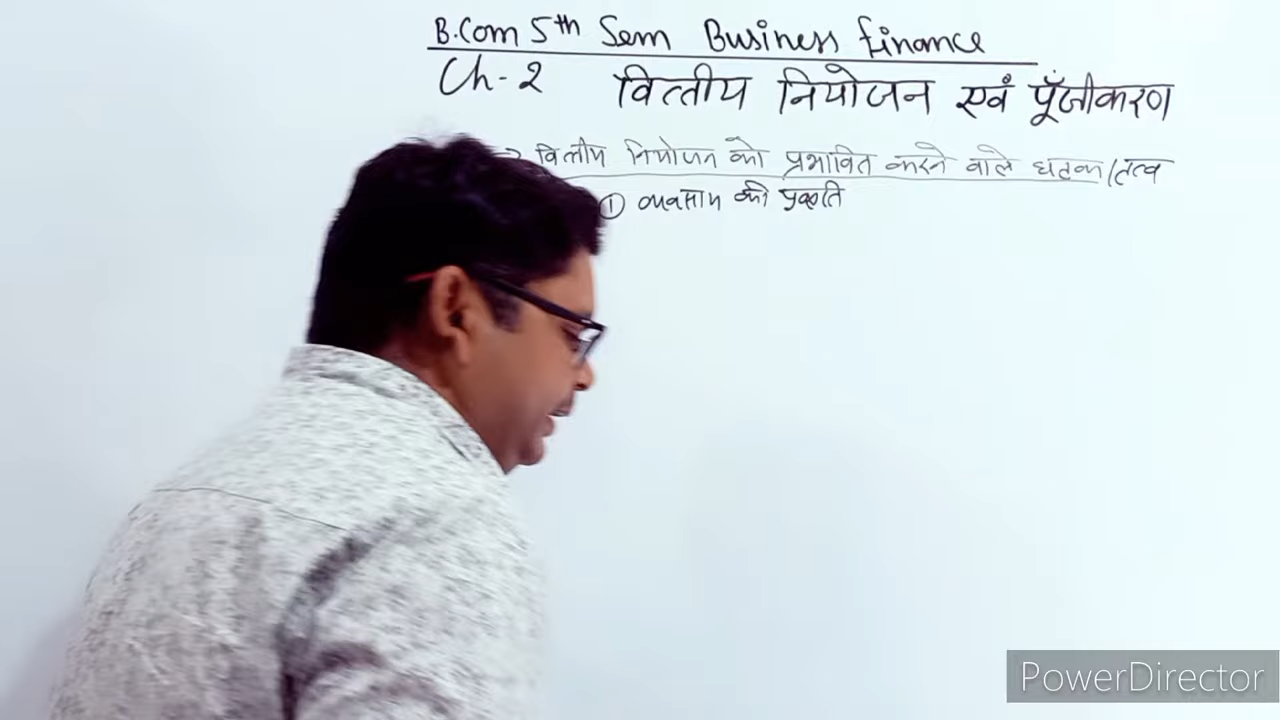 B.Com 5th Sem Business finance
Ch-2 वित्तीय नियोजन एवं पूँजीकरण
वित्तीय नियोजन को प्रभावित करने वाले घटक/तत्व
① व्यवसाय की प्रकृति
PowerDirector